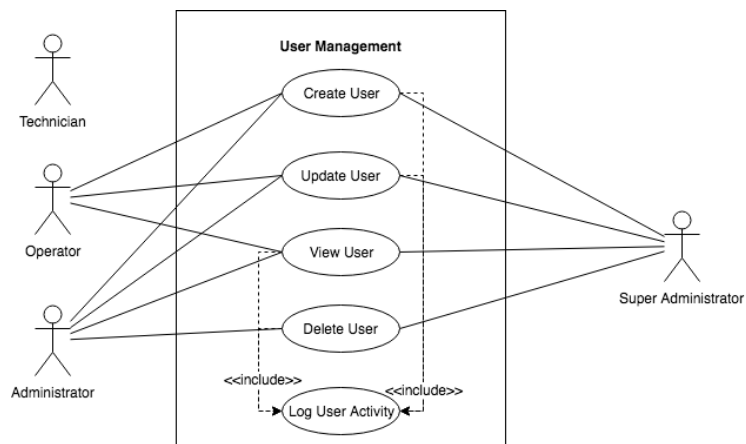 User Management
Create User
Technician
Update User
Operator
View User
Super Administrator
Delete User
Administrator
<<include>>
<<include>>
Log User Activity